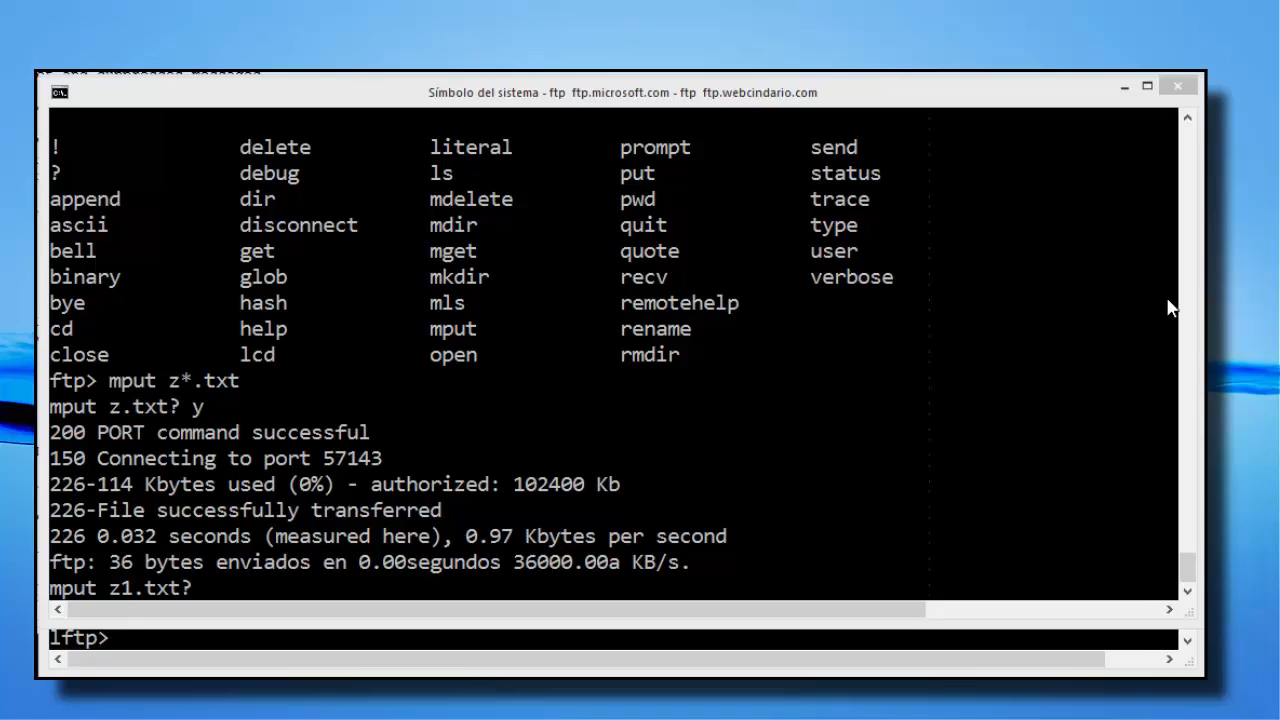 Símbolo del sistema - ftp ftp.microsoft.com - ftp ftp.webcindario.com
! delete literal prompt send
? debug ls put status
append dir mdelete pwd trace
ascii disconnect mdir quit type
bell get mget quote user
binary glob mkdir recv verbose
bye hash mls remotehelp
cd help mput rename
close lcd open rmdir
ftp> mput z*.txt
mput z.txt? y
200 PORT command successful
150 Connecting to port 57143
226-114 Kbytes used (0%) - authorized: 102400 Kb
226-File successfully transferred
226 0.032 seconds (measured here), 0.97 Kbytes per second
ftp: 36 bytes enviados en 0.00segundos 36000.00a KB/s.
mput z1.txt?
lftp>